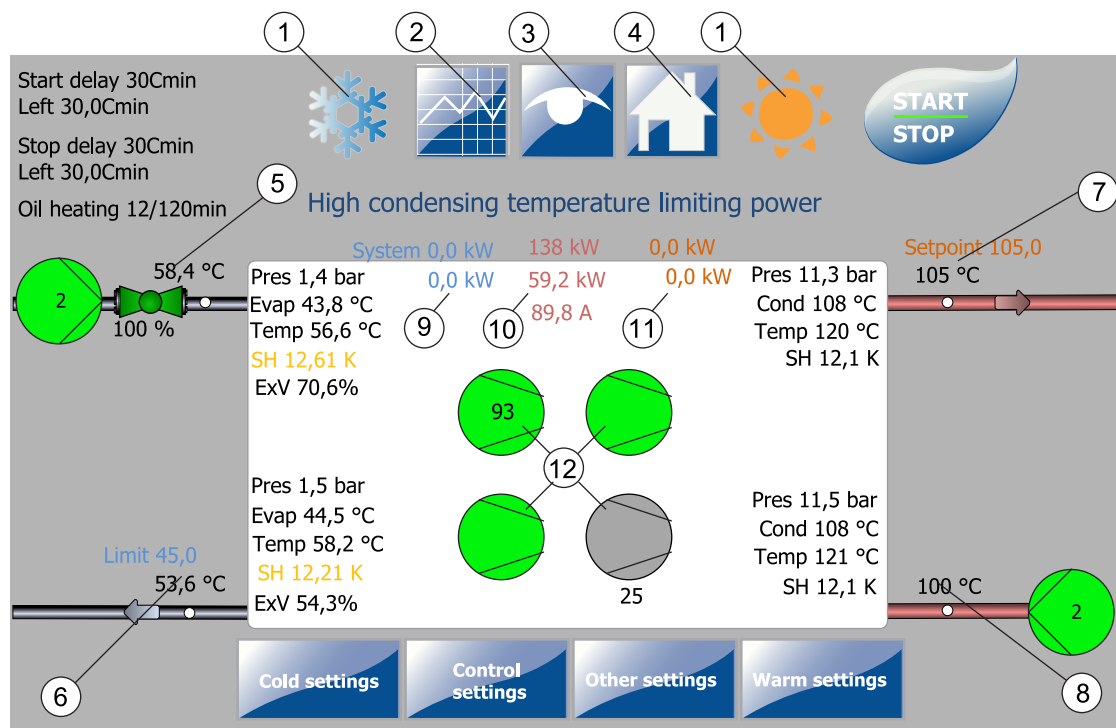 1
2
3
4
1
Start delay 30Cmin
Left 30,0Cmin
Stop delay 30Cmin
Left 30,0Cmin
Oil heating 12/120min
START
STOP
5
7
High condensing temperature limiting power
System 0,0 kW
138 kW
0,0 kW
Setpoint 105,0
58,4 °C
2
100 %
Pres 1,4 bar
Evap 43,8 °C
Temp 56,6 °C
SH 12,61 K
ExV 70,6%
0,0 kW
59,2 kW
0,0 kW
89,8 A
9
10
11
Pres 11,3 bar
Cond 108 °C
Temp 120 °C
SH 12,1 K
105 °C
93
12
25
Pres 1,5 bar
Evap 44,5 °C
Temp 58,2 °C
SH 12,21 K
ExV 54,3%
Pres 11,5 bar
Cond 108 °C
Temp 121 °C
SH 12,1 K
Limit 45,0
53,6 °C
100 °C
2
6
8
Cold settings
Control
settings
Other settings
Warm settings